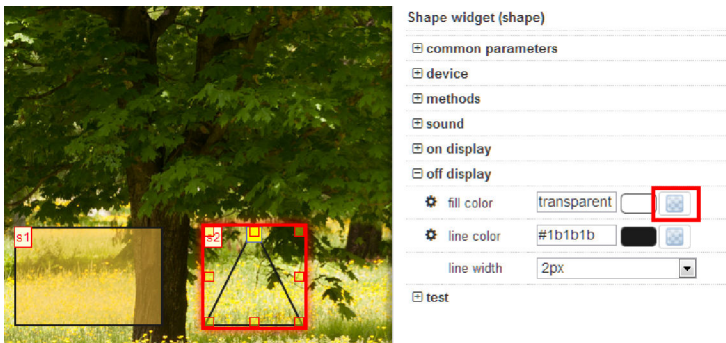 Shape widget (shape)
common parameters
device
methods
sound
on display
off display
fill color transparent
line color #1b1b1b
line width 2px
test
s1
s2